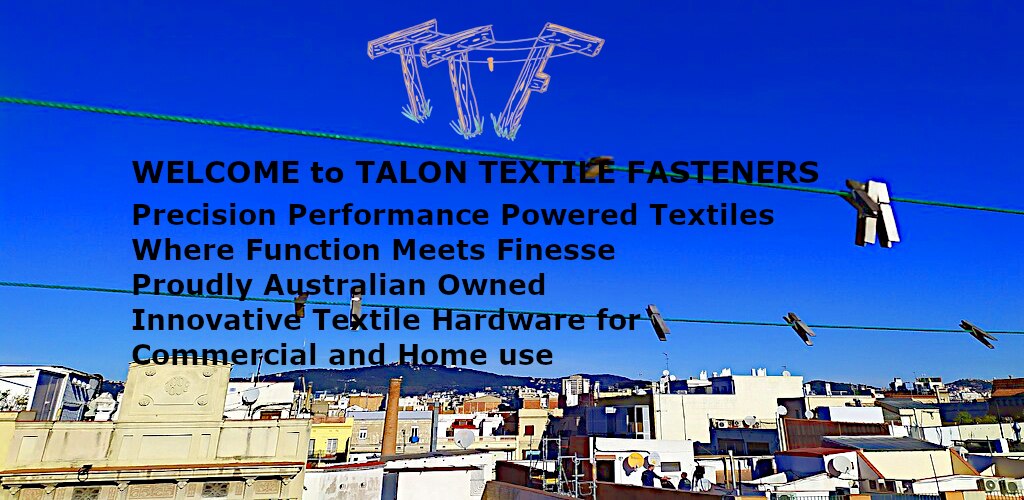 TTF
WELCOME to TALON TEXTILE FASTENERS
Precision Performance Powered Textiles
Where Function Meets Finesse
Proudly Australian Owned
Innovative Textile Hardware for
Commercial and Home use